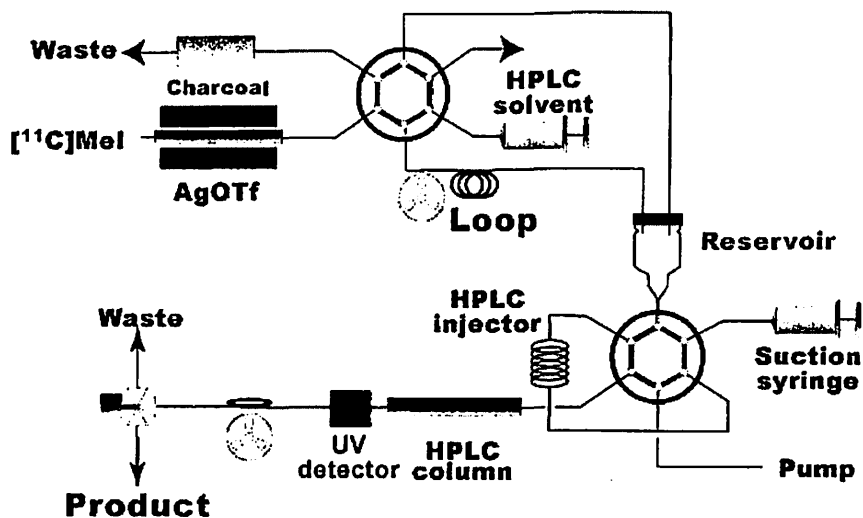 Waste
Charcoal
HPLC
solvent
[¹¹C]MeI
AgOTf
Loop
Reservoir
HPLC
injector
Waste
Suction
syringe
UV
detector
HPLC
column
Pump
Product